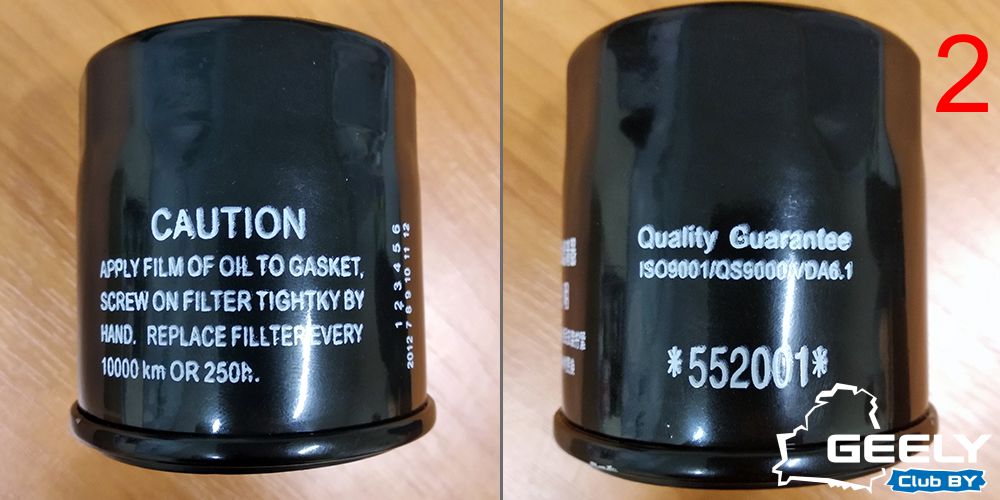 CAUTION
APPLY FILM OF OIL TO GASKET,
SCREW ON FILTER TIGHTKY BY
HAND. REPLACE FILLTER EVERY
10000 km OR 250h.
1 2 3 4 5 6
2012 7 8 9 10 11 12
2
Quality Guarantee
ISO9001/QS9000/VDA6.1
*552001*
GEELY
Club BY